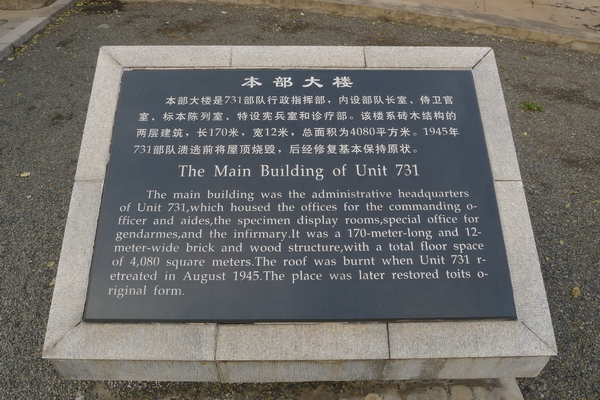 本部大楼
本部大楼是731部队行政指挥部，内设部队长室、侍卫官
室、标本陈列室、特设宪兵室和诊疗部。该楼系砖木结构的
两层建筑，长170米，宽12米，总面积为4080平方米。1945年
731部队溃逃前将屋顶烧毁，后经修复基本保持原状。
The Main Building of Unit 731
The main building was the administrative headquarters
of Unit 731,which housed the offices for the commanding o-
fficer and aides,the specimen display rooms,special office for
gendarmes,and the infirmary.It was a 170-meter-long and 12-
meter-wide brick and wood structure,with a total floor space
of 4,080 square meters.The roof was burnt when Unit 731 r-
etreated in August 1945.The place was later restored toits o-
riginal form.